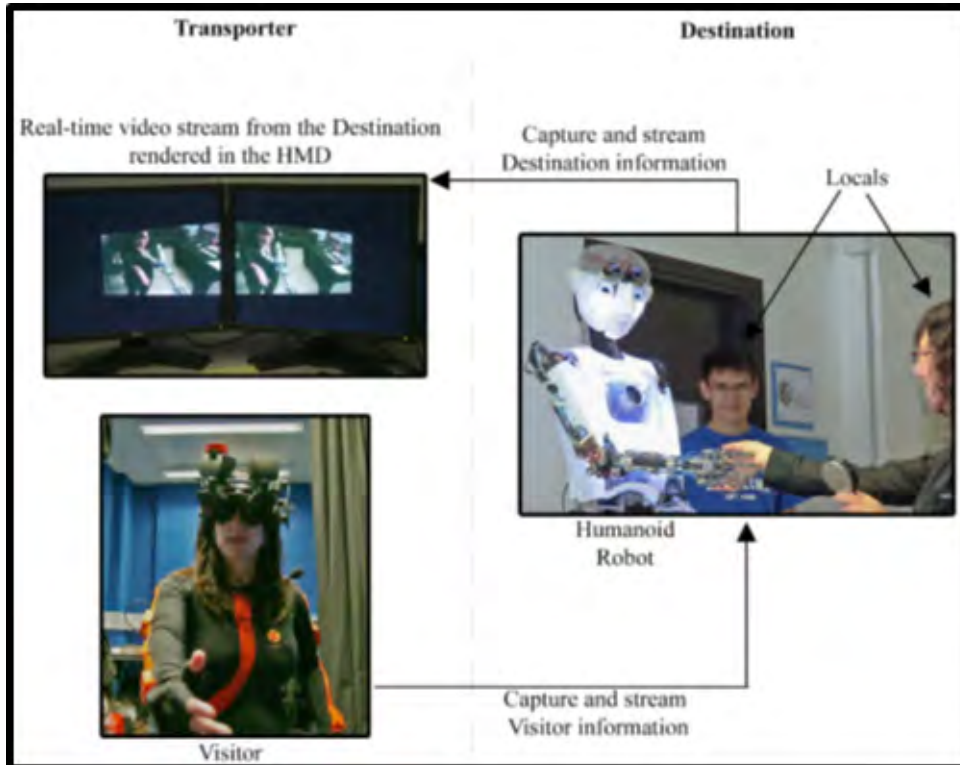 Transporter
Destination
Real-time video stream from the Destination
rendered in the HMD
Capture and stream
Destination information
Locals
Humanoid
Robot
Capture and stream
Visitor information
Visitor